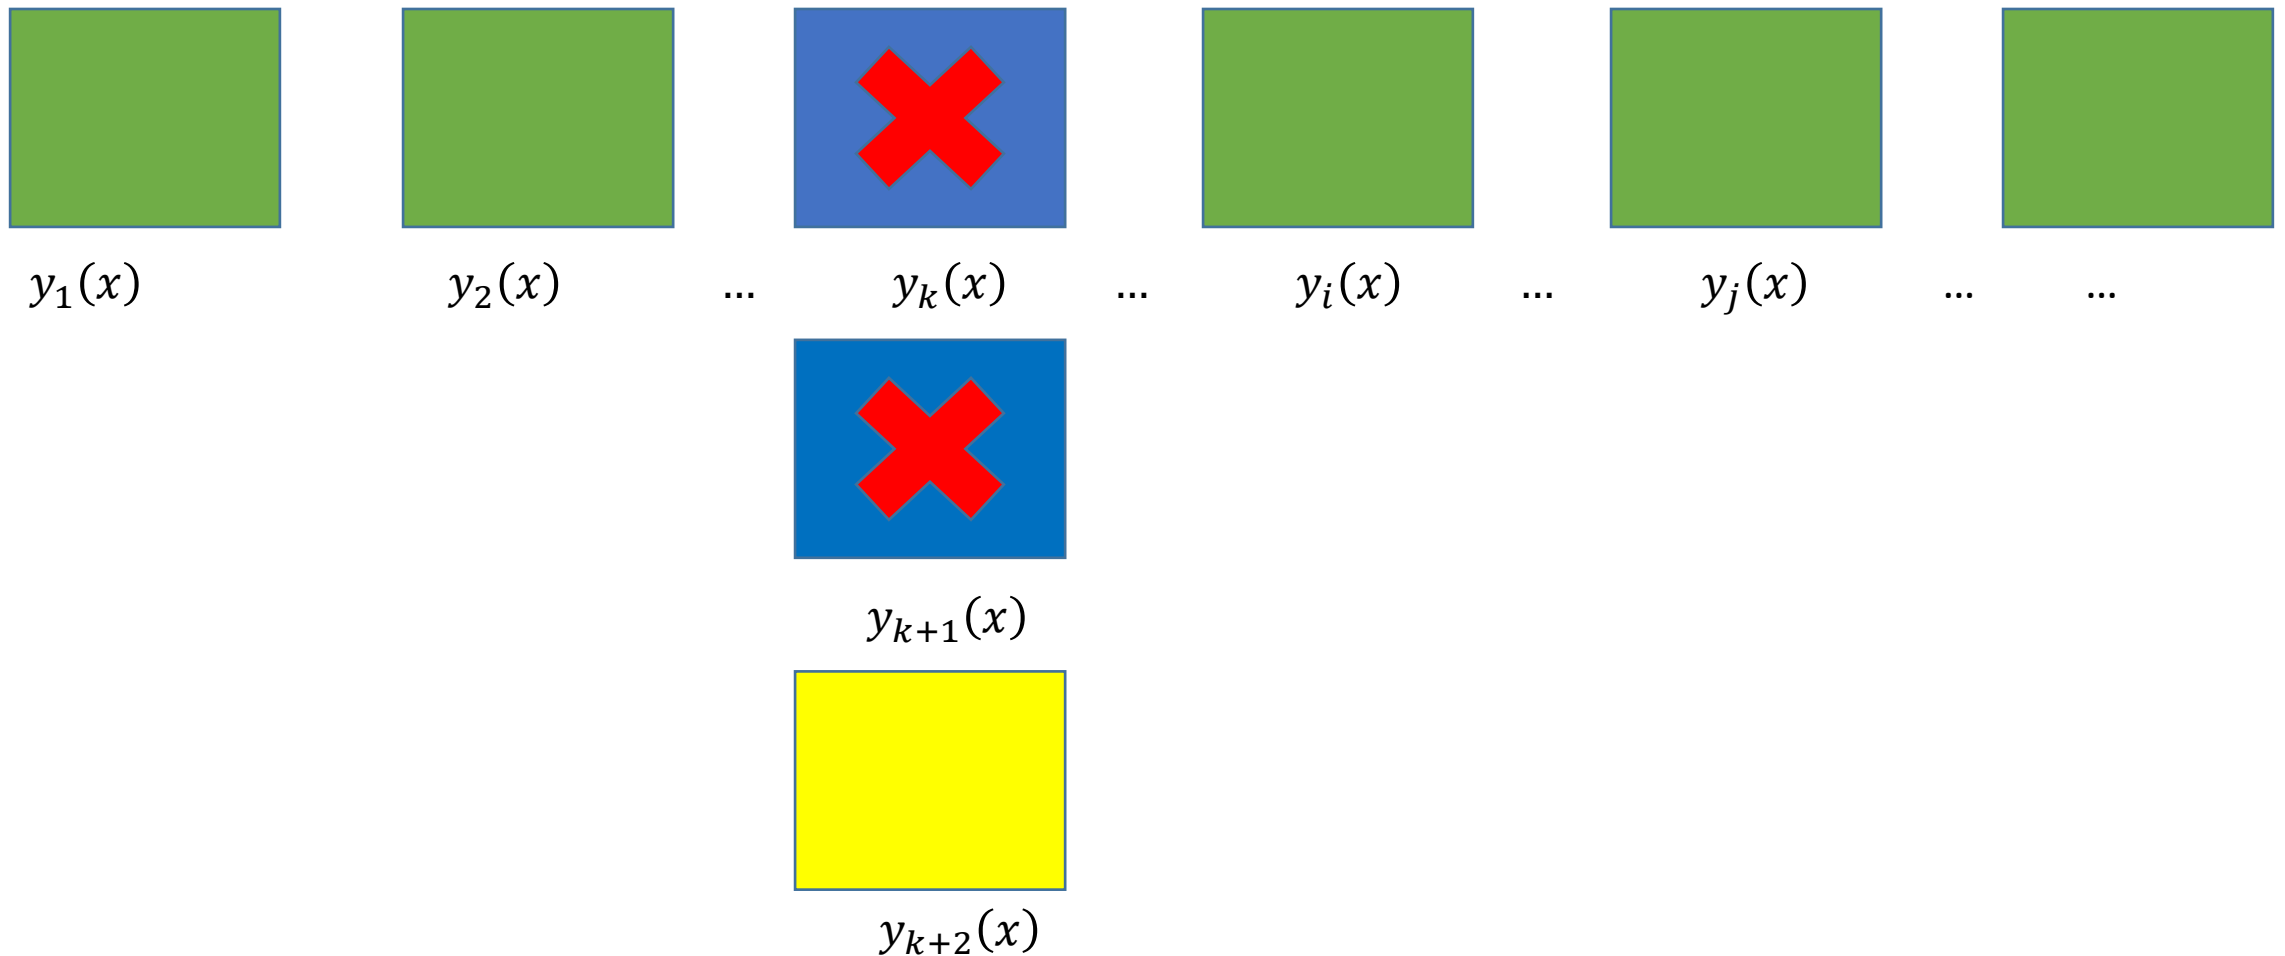 y₁(x) y₂(x) ... yₖ(x) ... yᵢ(x) ... yⱼ(x) ... ...
yₖ₊₁(x)
yₖ₊₂(x)